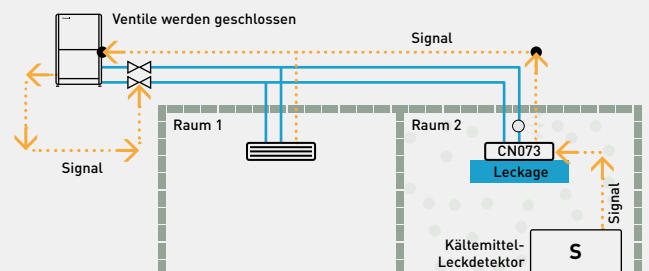 Ventile werden geschlossen
Signal
Signal
Raum 1
Raum 2
CN073
Leckage
Signal
Kältemittel-
Leckdetektor
S